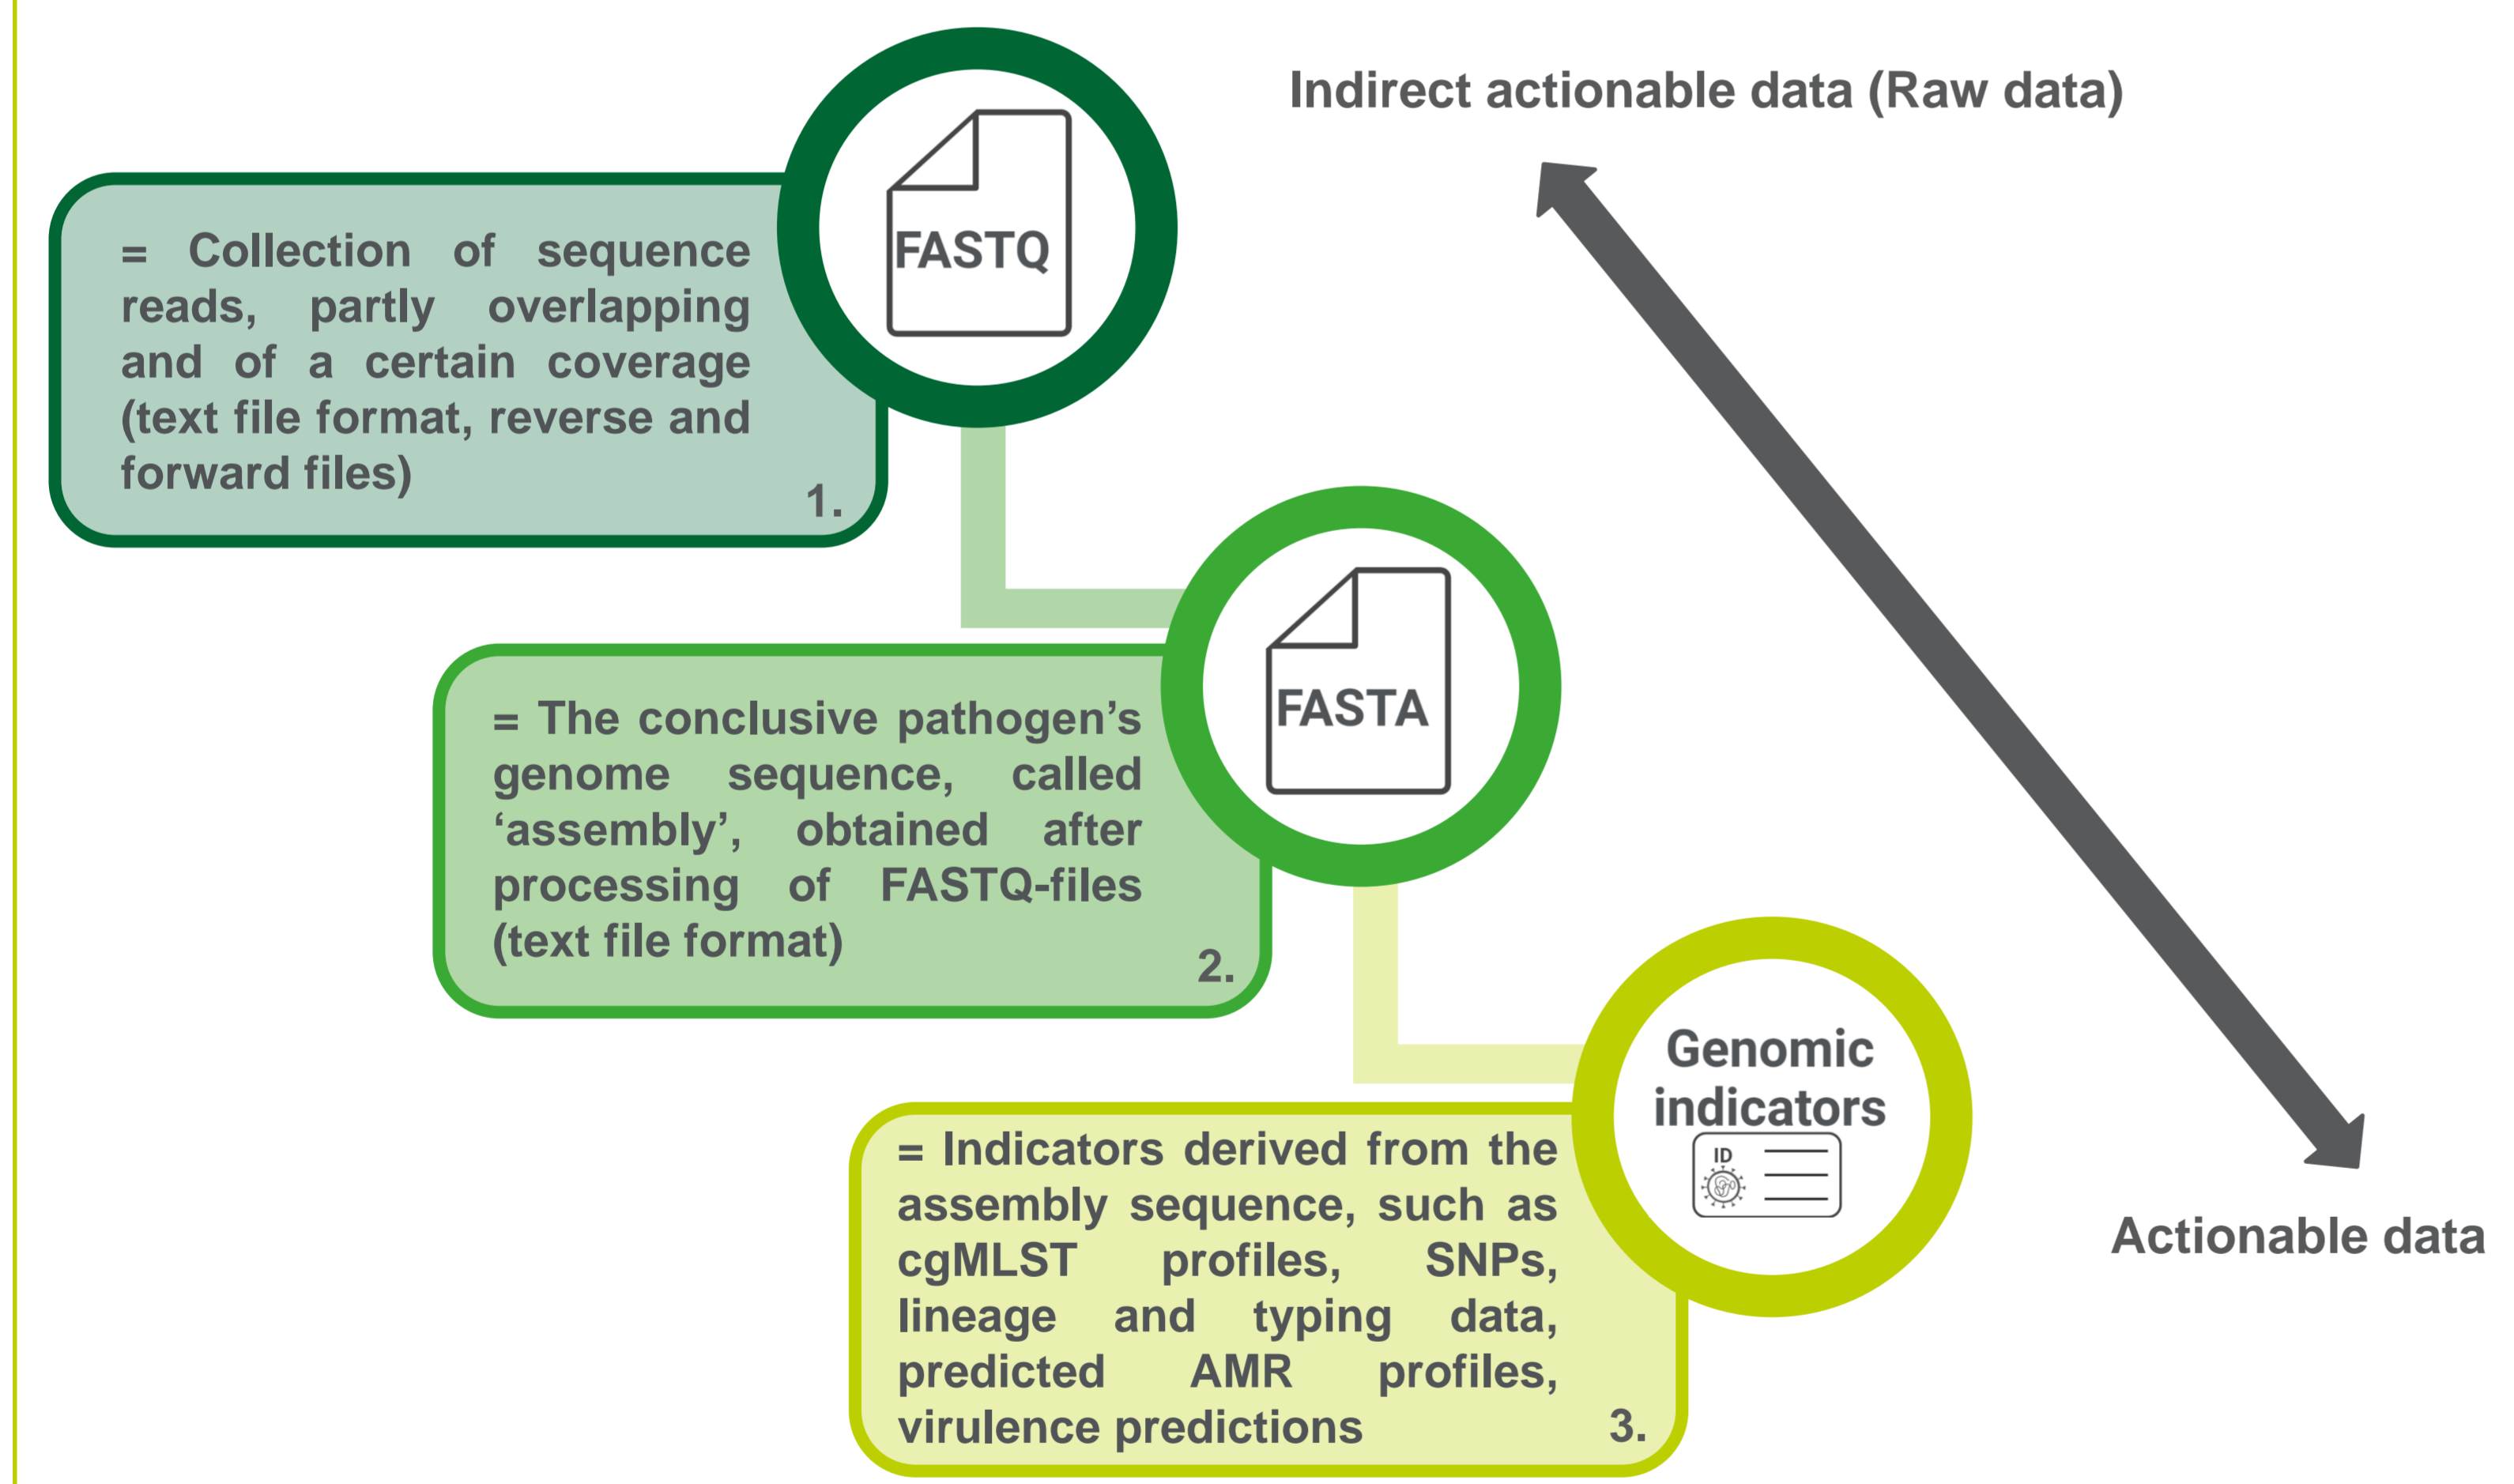 Indirect actionable data (Raw data)
FASTQ
= Collection of sequence
reads, partly overlapping
and of a certain coverage
(text file format, reverse and
forward files)
1.
FASTA
= The conclusive pathogen’s
genome sequence, called
‘assembly’, obtained after
processing of FASTQ-files
(text file format)
2.
Genomic
indicators
ID
= Indicators derived from the
assembly sequence, such as
cgMLST profiles, SNPs,
lineage and typing data,
predicted AMR profiles,
virulence predictions
3.
Actionable data